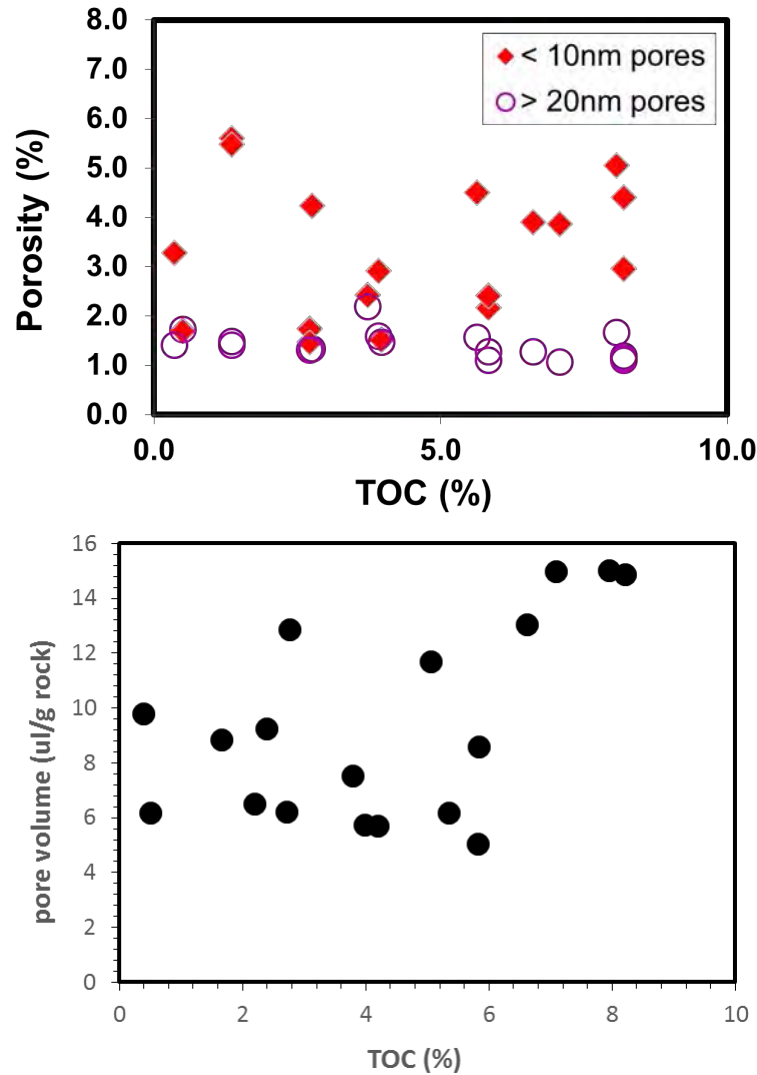 8.0
7.0
6.0
5.0
4.0
3.0
2.0
1.0
0.0
Porosity (%)
< 10nm pores
> 20nm pores
0.0 5.0 10.0
TOC (%)
16
14
12
10
8
6
4
2
0
pore volume (ul/g rock)
0 2 4 6 8 10
TOC (%)